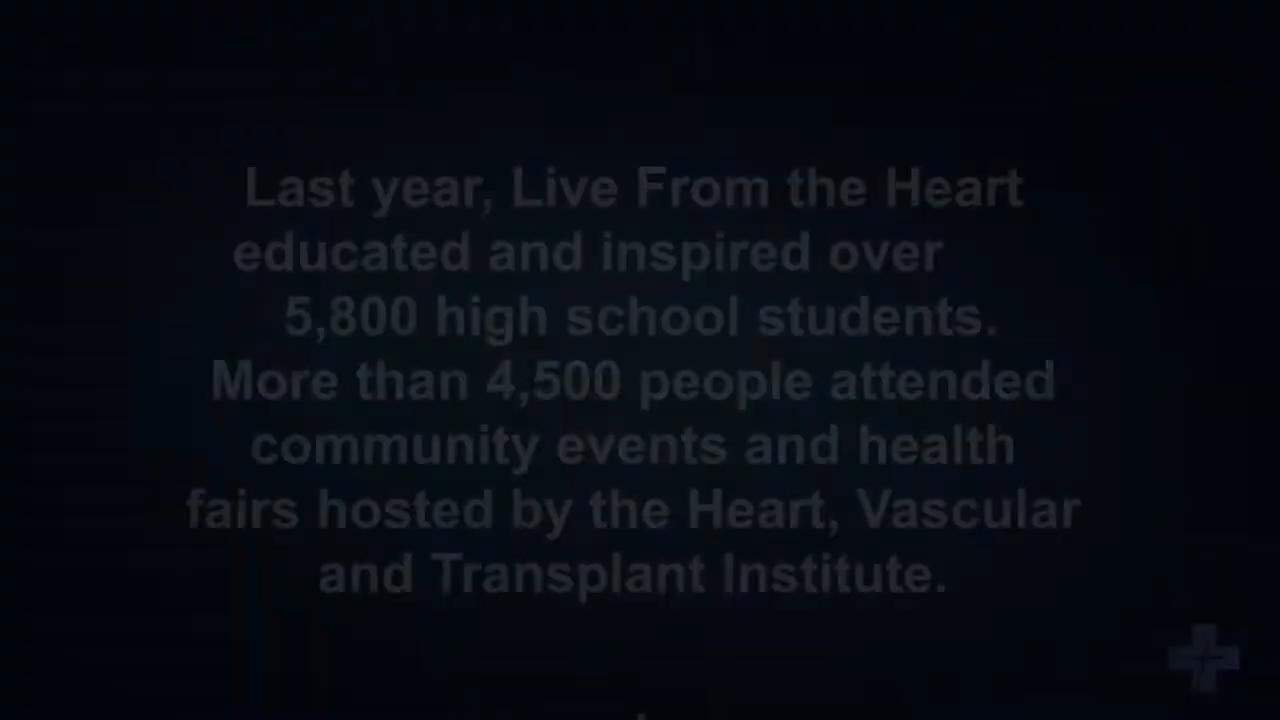 Last year, Live From the Heart
educated and inspired over
5,800 high school students.
More than 4,500 people attended
community events and health
fairs hosted by the Heart, Vascular
and Transplant Institute.